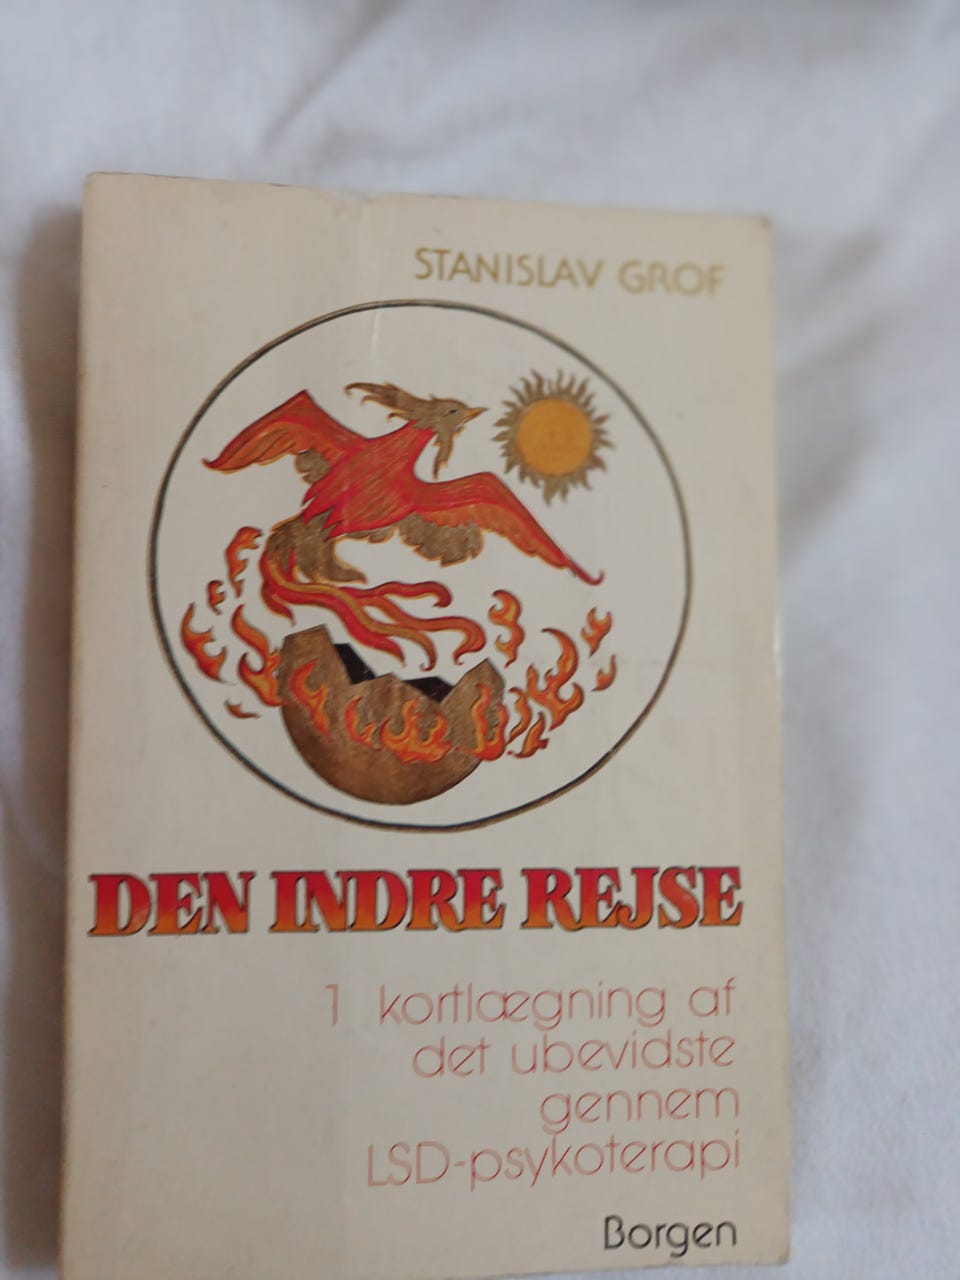 STANISLAV GROF
DEN INDRE REJSE
1 kortlægning af
det ubevidste
gennem
LSD-psykoterapi
Borgen